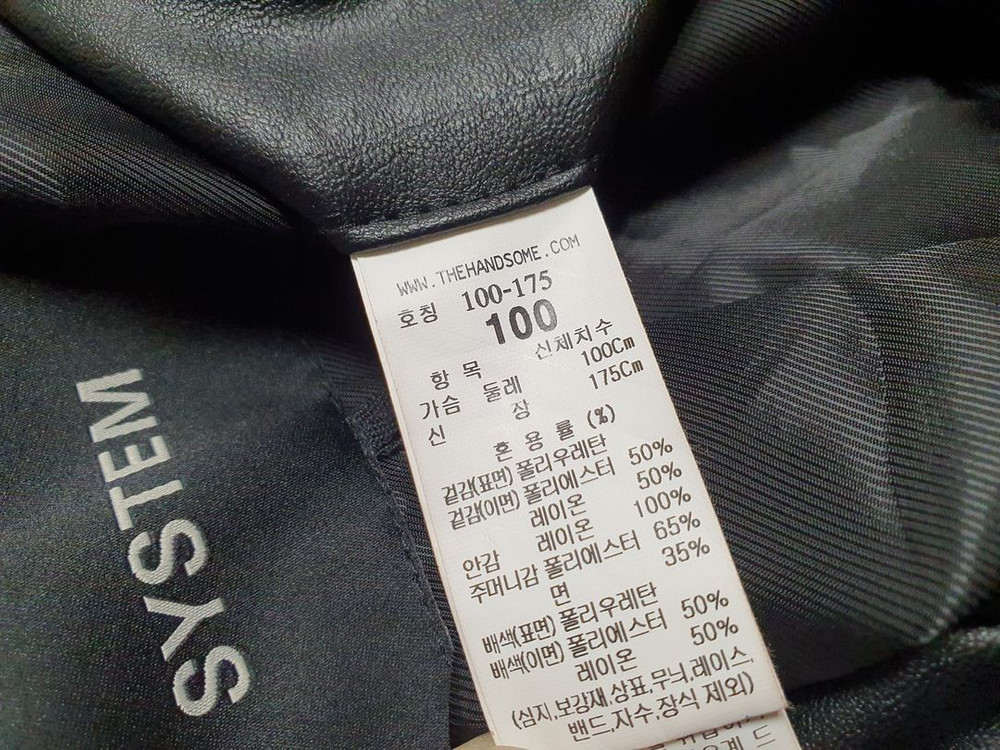 WWW.THEHANDSOME.COM
호칭 100-175
100
항 목 신체치수
가슴 둘레 100Cm
신 장 175Cm
혼 용 률 (%)
겉감(표면) 폴리우레탄
겉감(이면) 폴리에스터 50%
레이온 50%
안감 레이온 100%
주머니감 폴리에스터 65%
면 35%
배색(표면) 폴리우레탄
배색(이면) 폴리에스터 50%
레이온 50%
(심지,보강재,상표,무늬,레이스,
밴드,자수,장식 제외)
SYSTEM